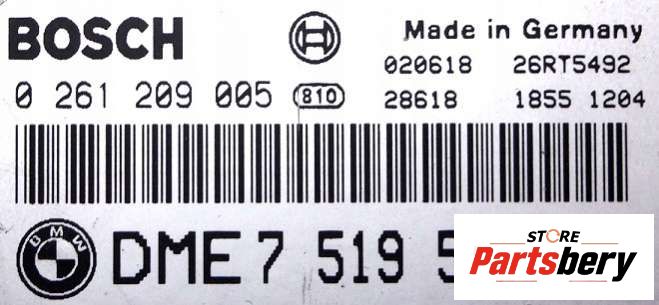 BOSCH
Made in Germany
020618 26RT5492
0 261 209 005 810
28618 1855 1204
BMW
DME 7 519 5
STORE
Partsbery